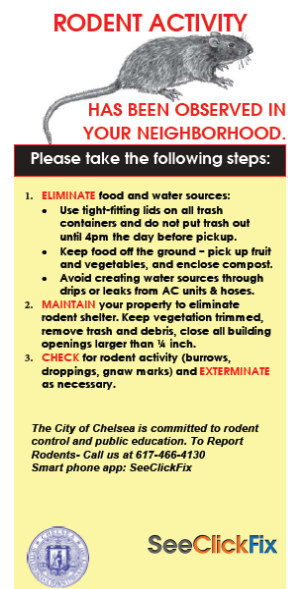 RODENT ACTIVITY
HAS BEEN OBSERVED IN
YOUR NEIGHBORHOOD.
Please take the following steps:
1. ELIMINATE food and water sources:
• Use tight-fitting lids on all trash
containers and do not put trash out
until 4pm the day before pickup.
• Keep food off the ground – pick up fruit
and vegetables, and enclose compost.
• Avoid creating water sources through
drips or leaks from AC units & hoses.
2. MAINTAIN your property to eliminate
rodent shelter. Keep vegetation trimmed,
remove trash and debris, close all building
openings larger than ¼ inch.
3. CHECK for rodent activity (burrows,
droppings, gnaw marks) and EXTERMINATE
as necessary.
The City of Chelsea is committed to rodent
control and public education. To Report
Rodents- Call us at 617-466-4130
Smart phone app: SeeClickFix
CHELSEA
SeeClickFix